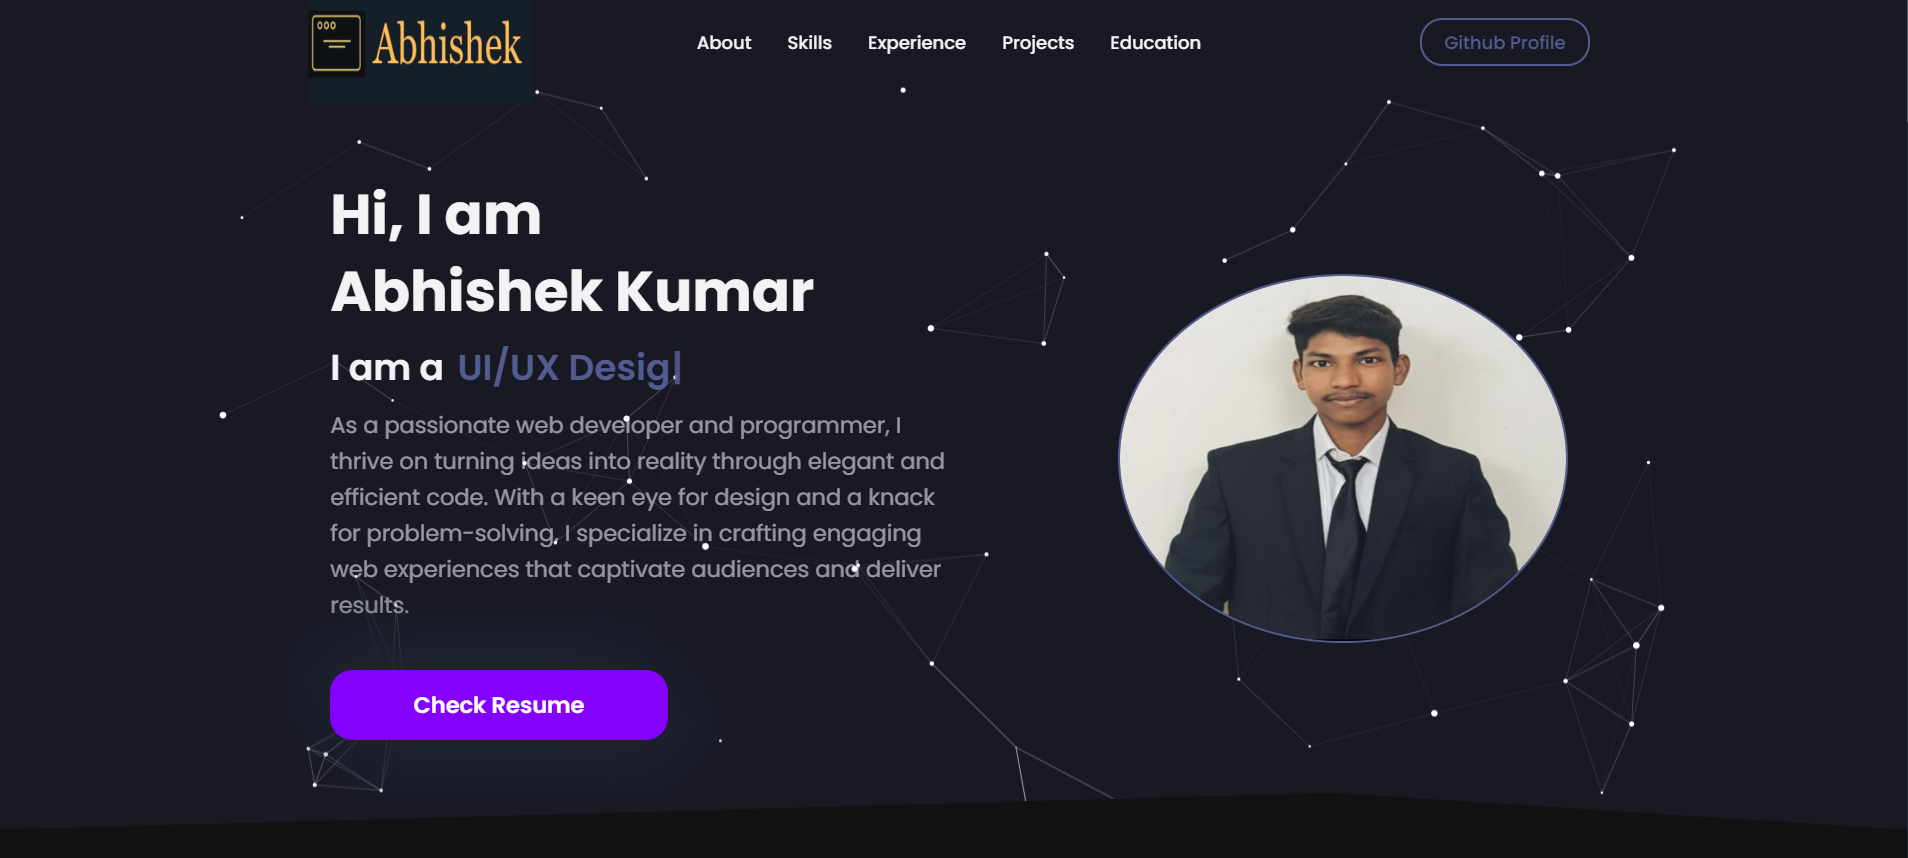 Abhishek
About Skills Experience Projects Education
Github Profile
Hi, I am
Abhishek Kumar
I am a UI/UX Desig|
As a passionate web developer and programmer, I
thrive on turning ideas into reality through elegant and
efficient code. With a keen eye for design and a knack
for problem-solving, I specialize in crafting engaging
web experiences that captivate audiences and deliver
results.
Check Resume